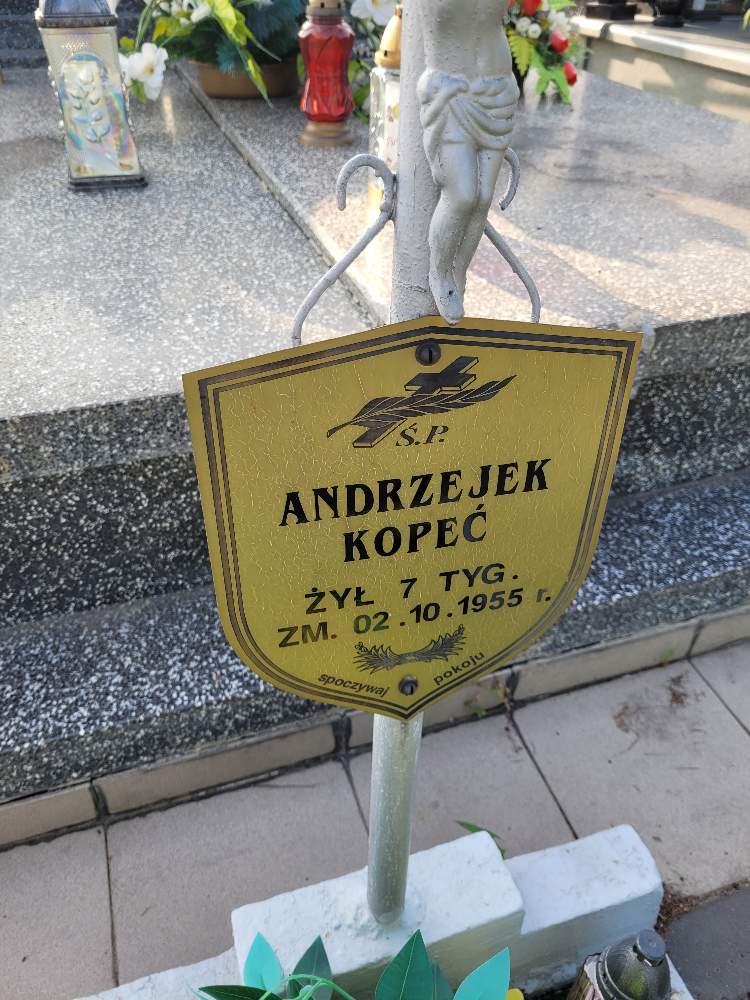 Ś.P.
ANDRZEJEK
KOPEĆ
ŻYŁ 7 TYG.
ZM. 02.10.1955 r.
spoczywaj pokoju